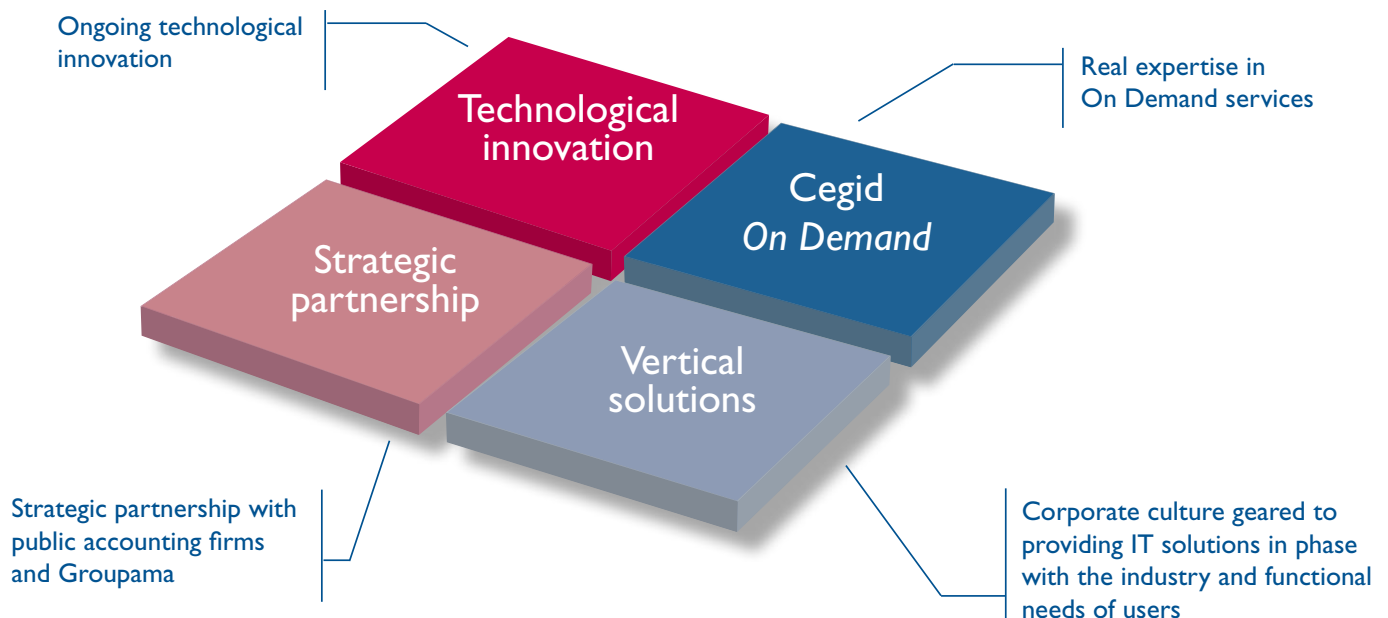 Ongoing technological
innovation
Technological
innovation
Real expertise in
On Demand services
Cegid
On Demand
Strategic
partnership
Vertical
solutions
Strategic partnership with
public accounting firms
and Groupama
Corporate culture geared to
providing IT solutions in phase
with the industry and functional
needs of users